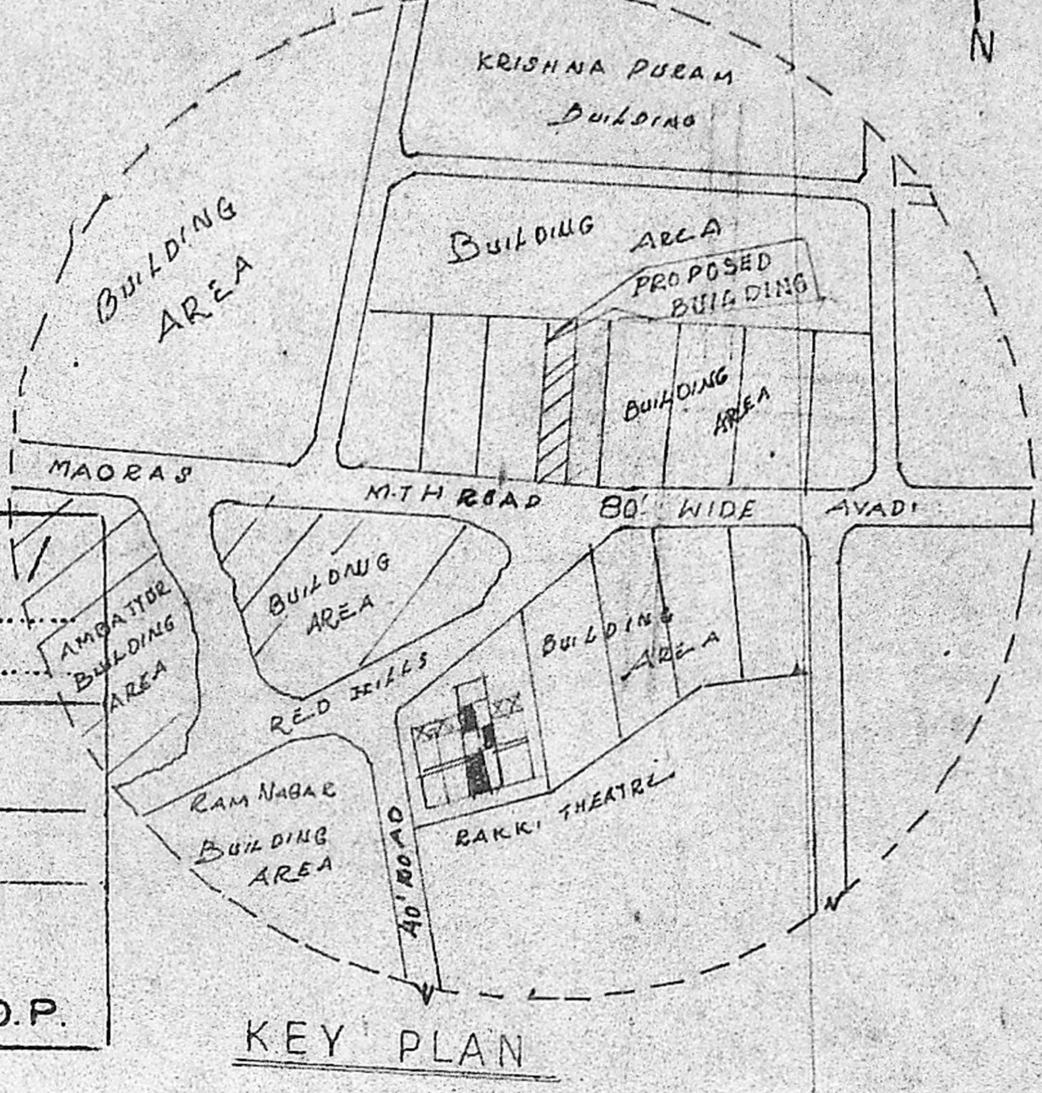 N
KRISHNA PURAM
BUILDING
BUILDING
AREA
BUILDING AREA
PROPOSED
BUILDING
BUILDING
AREA
MADRAS
M.T.H ROAD 80' WIDE AVADI
BUILDING
AREA
AMBATTUR
BUILDING
AREA
BUILDING
AREA
RED HILLS
RAM NAGAR
BUILDING
AREA
40' ROAD
RAKKI THEATRE
O.P.
KEY PLAN